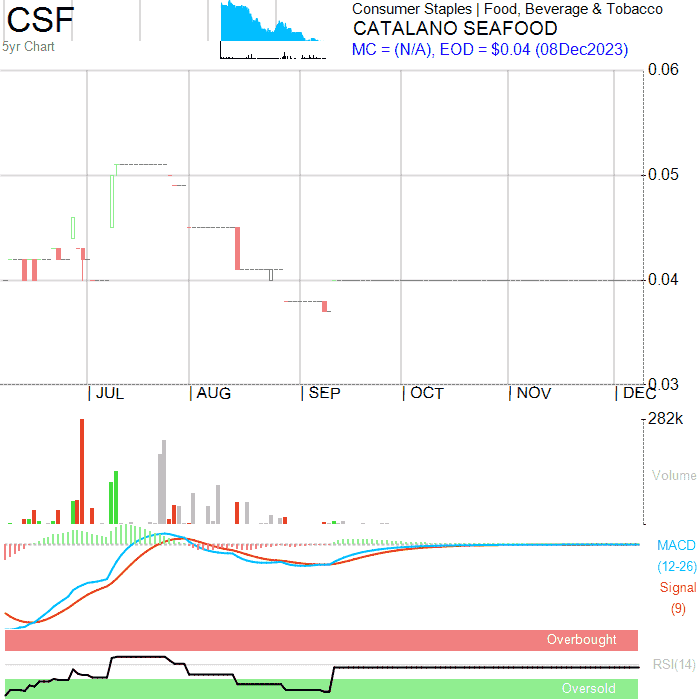 CSF
5yr Chart
Consumer Staples | Food, Beverage & Tobacco
CATALANO SEAFOOD
MC = (N/A), EOD = $0.04 (08Dec2023)
0.06
0.05
0.04
0.03
JUL
AUG
SEP
OCT
NOV
DEC
282k
Volume
MACD
(12-26)
Signal
(9)
Overbought
RSI(14)
Oversold